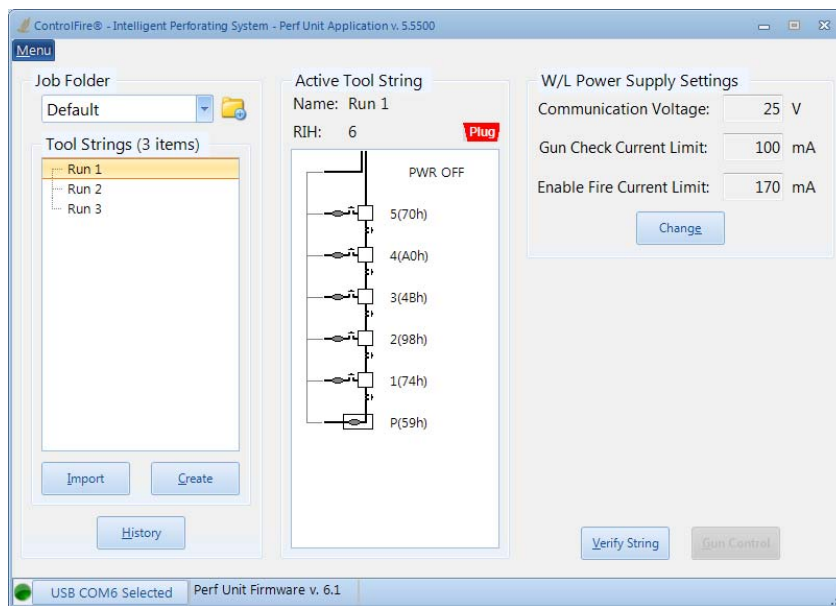 ControlFire® - Intelligent Perforating System - Perf Unit Application v. 5.5500
Menu
Job Folder
Default
Tool Strings (3 items)
Run 1
Run 2
Run 3
Import
Create
History
Active Tool String
Name: Run 1
RIH: 6
Plug
PWR OFF
5(70h)
4(A0h)
3(4Bh)
2(98h)
1(74h)
P(59h)
W/L Power Supply Settings
Communication Voltage: 25 V
Gun Check Current Limit: 100 mA
Enable Fire Current Limit: 170 mA
Change
Verify String
Gun Control
USB COM6 Selected
Perf Unit Firmware v. 6.1